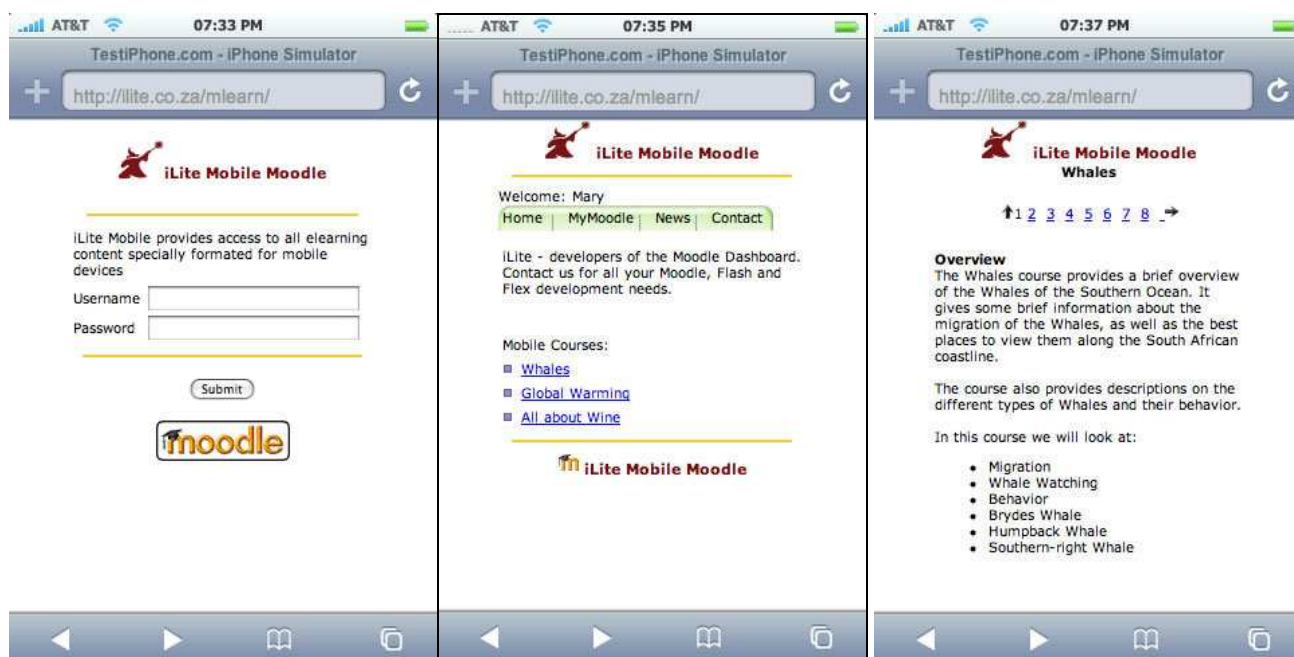 AT&T 07:33 PM
TestiPhone.com - iPhone Simulator
http://ilite.co.za/mlearn/
iLite Mobile Moodle
iLite Mobile provides access to all elearning
content specially formated for mobile
devices
Username
Password
Submit
moodle
AT&T 07:35 PM
TestiPhone.com - iPhone Simulator
http://ilite.co.za/mlearn/
iLite Mobile Moodle
Welcome: Mary
Home MyMoodle News Contact
iLite - developers of the Moodle Dashboard.
Contact us for all your Moodle, Flash and
Flex development needs.
Mobile Courses:
Whales
Global Warming
All about Wine
m iLite Mobile Moodle
AT&T 07:37 PM
TestiPhone.com - iPhone Simulator
http://ilite.co.za/mlearn/
iLite Mobile Moodle
Whales
1 2 3 4 5 6 7 8
Overview
The Whales course provides a brief overview
of the Whales of the Southern Ocean. It
gives some brief information about the
migration of the Whales, as well as the best
places to view them along the South African
coastline.
The course also provides descriptions on the
different types of Whales and their behavior.
In this course we will look at:
Migration
Whale Watching
Behavior
Brydes Whale
Humpback Whale
Southern-right Whale